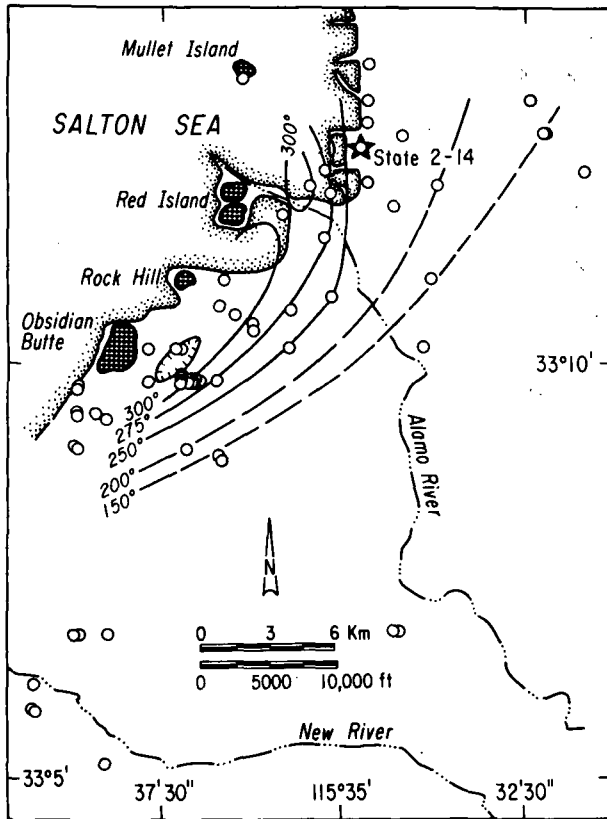 Mullet Island
SALTON SEA
300°
State 2-14
Red Island
Rock Hill
Obsidian
Butte
33°10'
300°
275°
250°
200°
150°
Alamo River
N
0 3 6 Km
0 5000 10,000 ft
New River
33°5'
37'30" 115°35' 32'30"